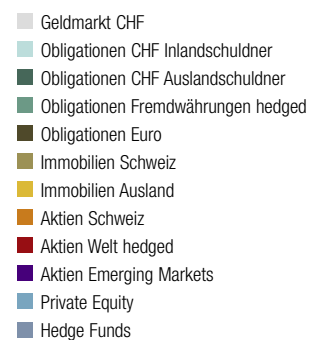 Geldmarkt CHF
Obligationen CHF Inlandschuldner
Obligationen CHF Auslandschuldner
Obligationen Fremdwährungen hedged
Obligationen Euro
Immobilien Schweiz
Immobilien Ausland
Aktien Schweiz
Aktien Welt hedged
Aktien Emerging Markets
Private Equity
Hedge Funds